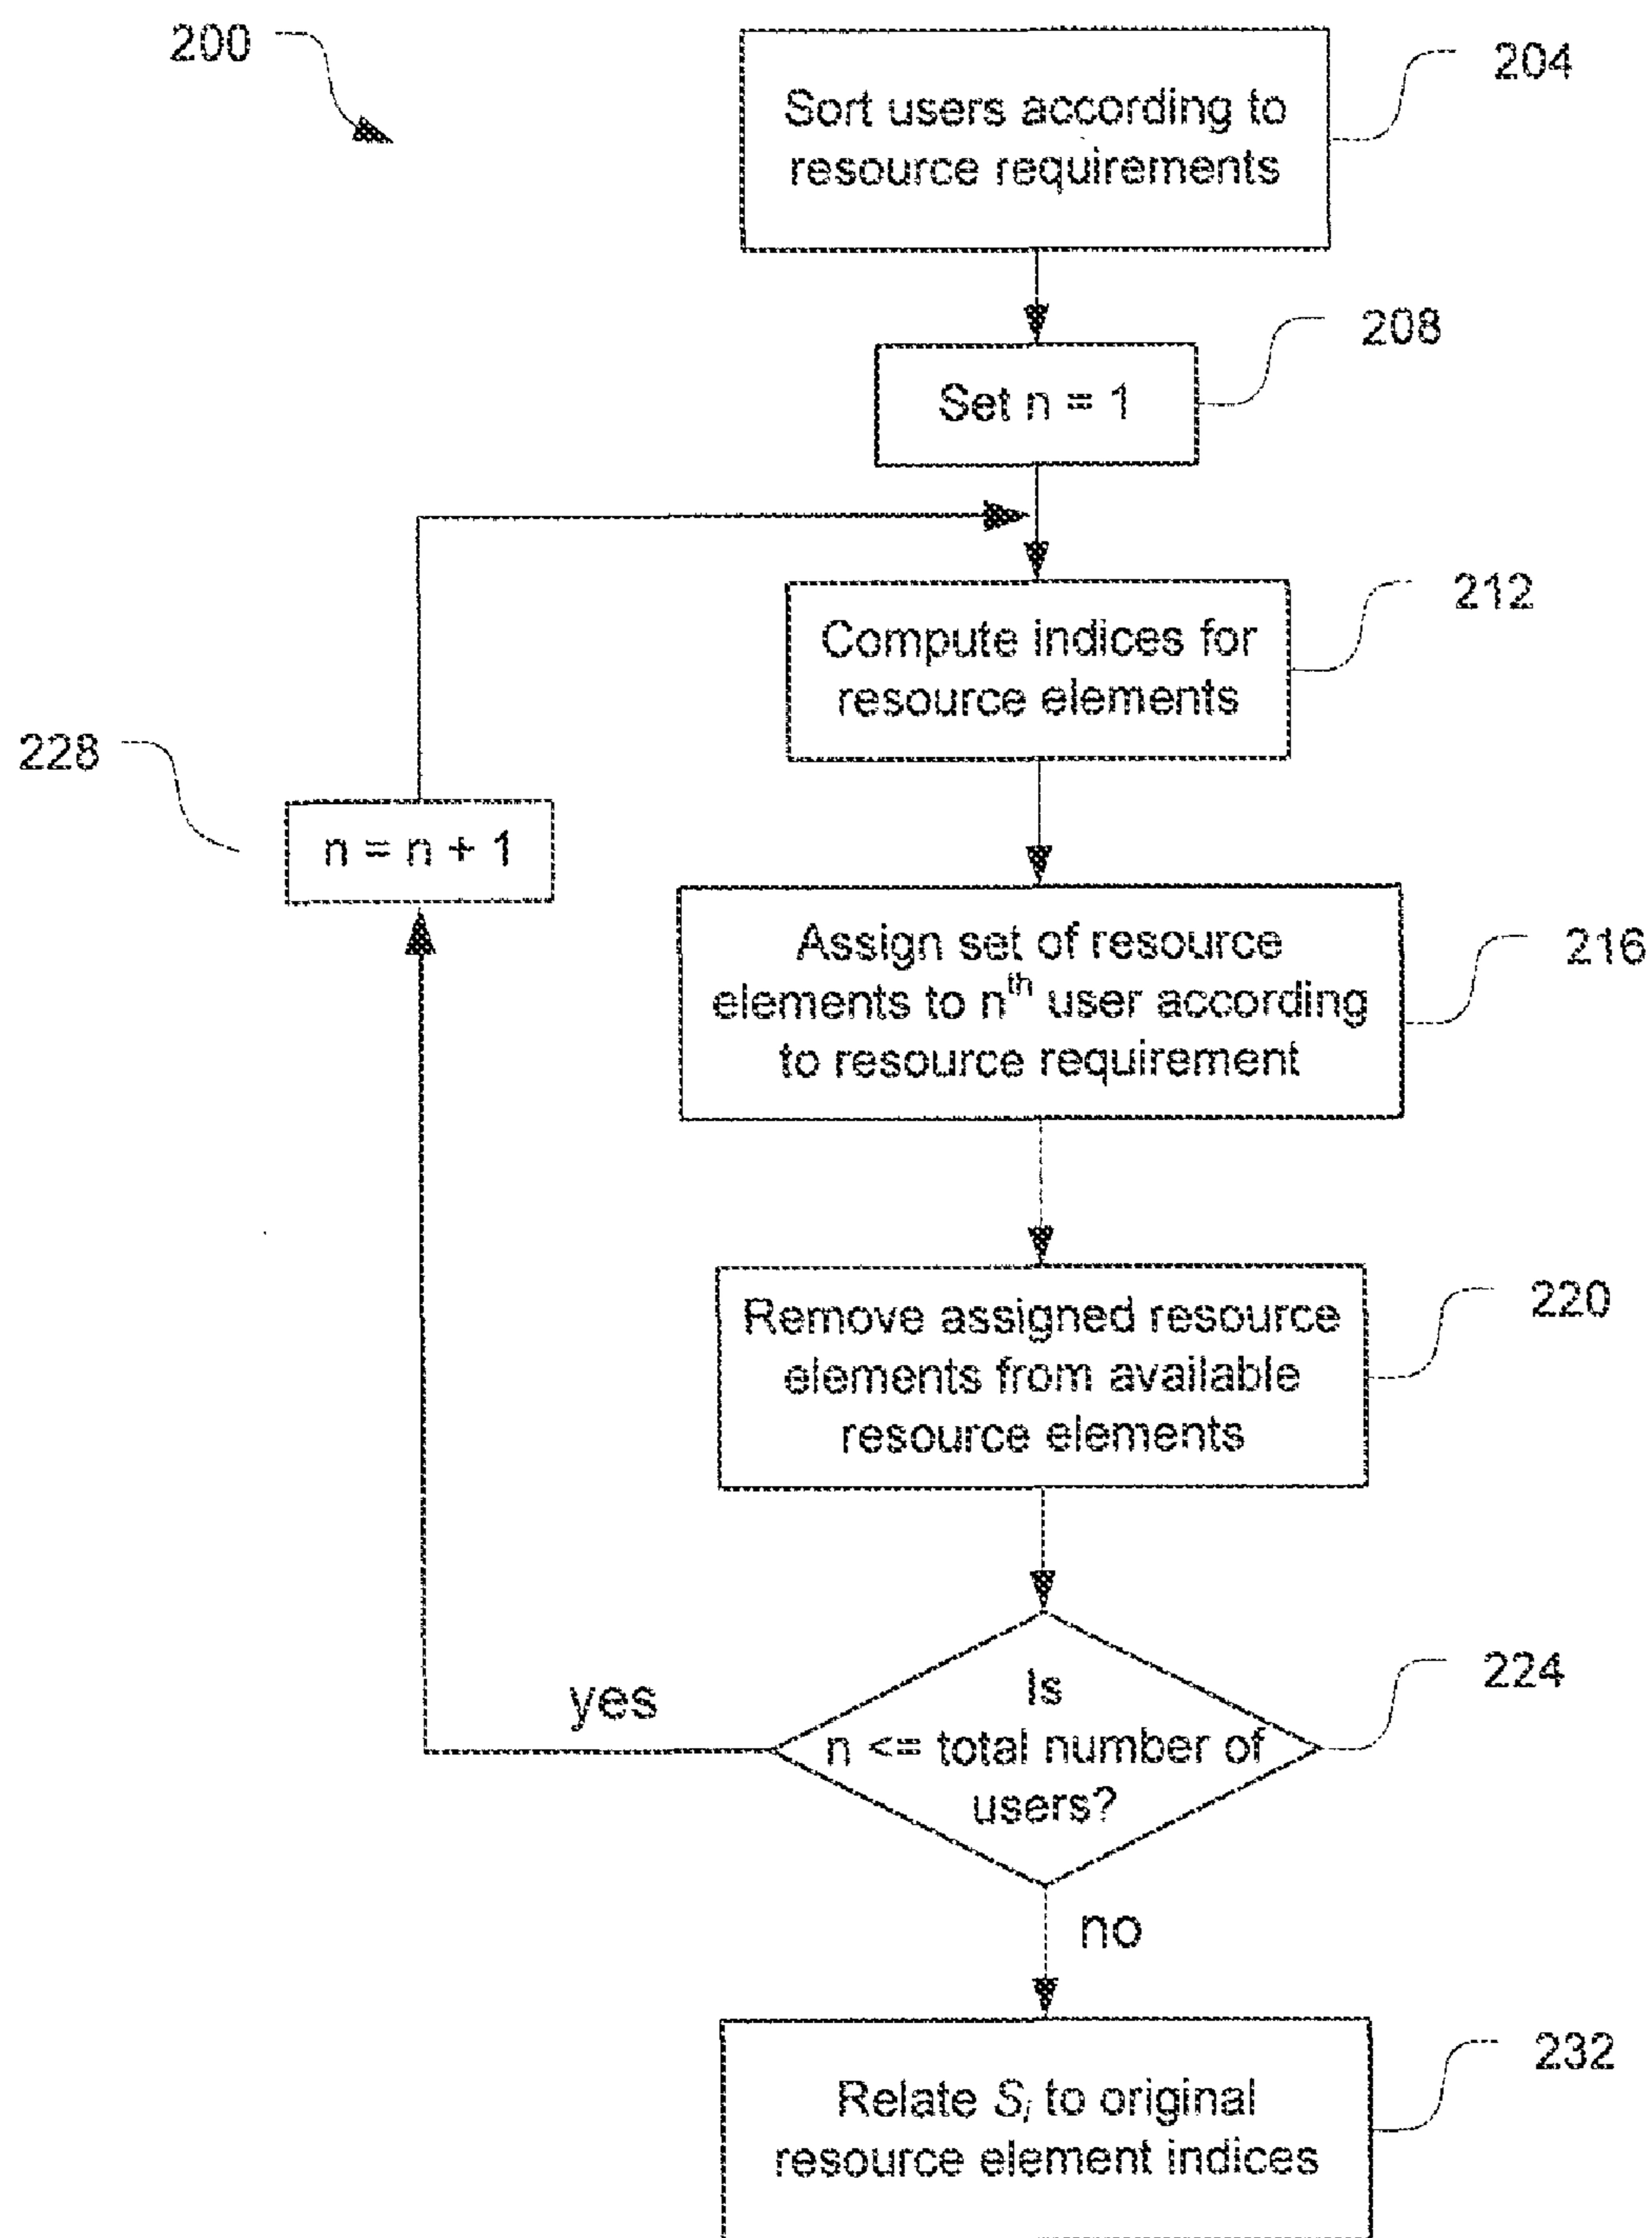 200
204
Sort users according to
resource requirements
208
Set n = 1
212
Compute indices for
resource elements
228
n = n + 1
216
Assign set of resource
elements to nth user according
to resource requirement
220
Remove assigned resource
elements from available
resource elements
224
Is
n <= total number of
users?
yes
no
232
Relate Si to original
resource element indices